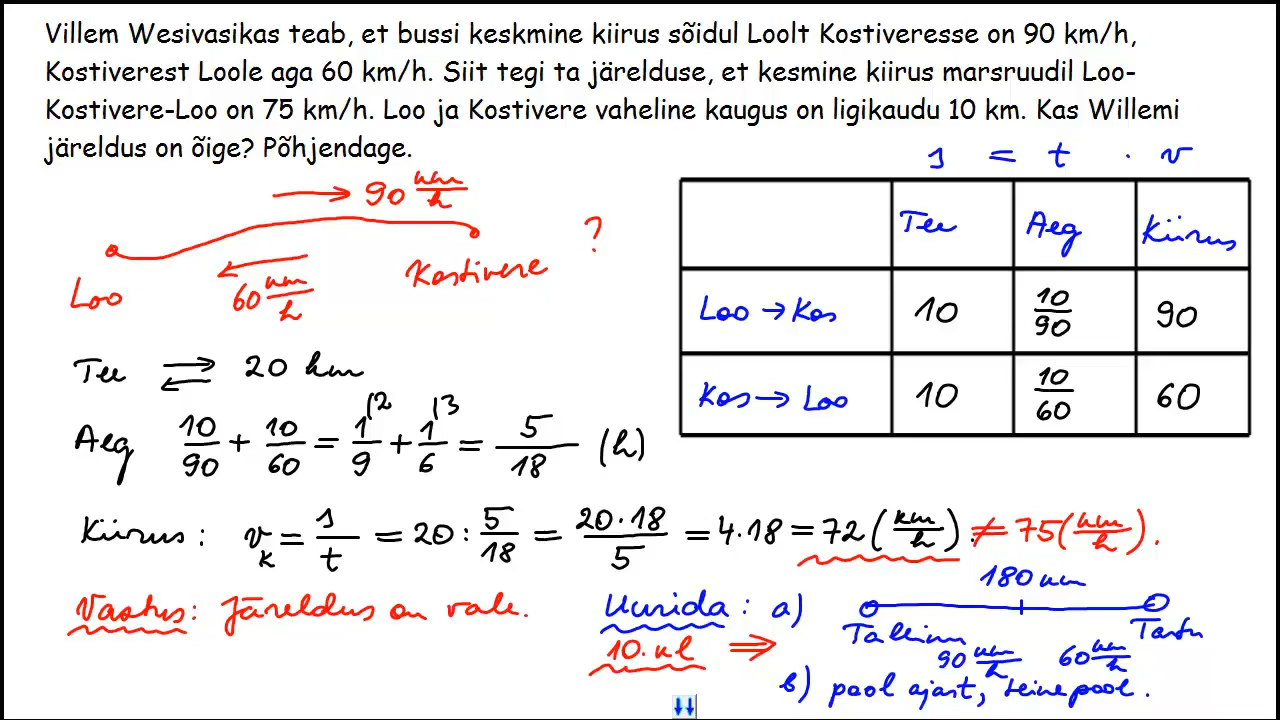 Villem Wesivasikas teab, et bussi keskmine kiirus sõidul Loolt Kostiveresse on 90 km/h,
Kostiverest Loole aga 60 km/h. Siit tegi ta järelduse, et kesmine kiirus marsruudil Loo-
Kostivere-Loo on 75 km/h. Loo ja Kostivere vaheline kaugus on ligikaudu 10 km. Kas Willemi
järeldus on õige? Põhjendage.
s = t · v
→ 90 km/h
Loo Kostivere ?
← 60 km/h
Tee Aeg Kiirus
Loo → Kos 10 10/90 90
Kos → Loo 10 10/60 60
Tee ⇄ 20 km
Aeg 10/90 + 10/60 = 1/9 |2 + 1/6 |3 = 5/18 (h)
Kiirus: v_k = s/t = 20 : 5/18 = 20·18/5 = 4·18 = 72 (km/h) ≠ 75 (km/h).
Vastus: Järeldus on vale.
Uurida: a) 180 km
Tallinn Tartu
90 km/h 60 km/h
10. kl ⇒
b) pool ajast, teine pool.